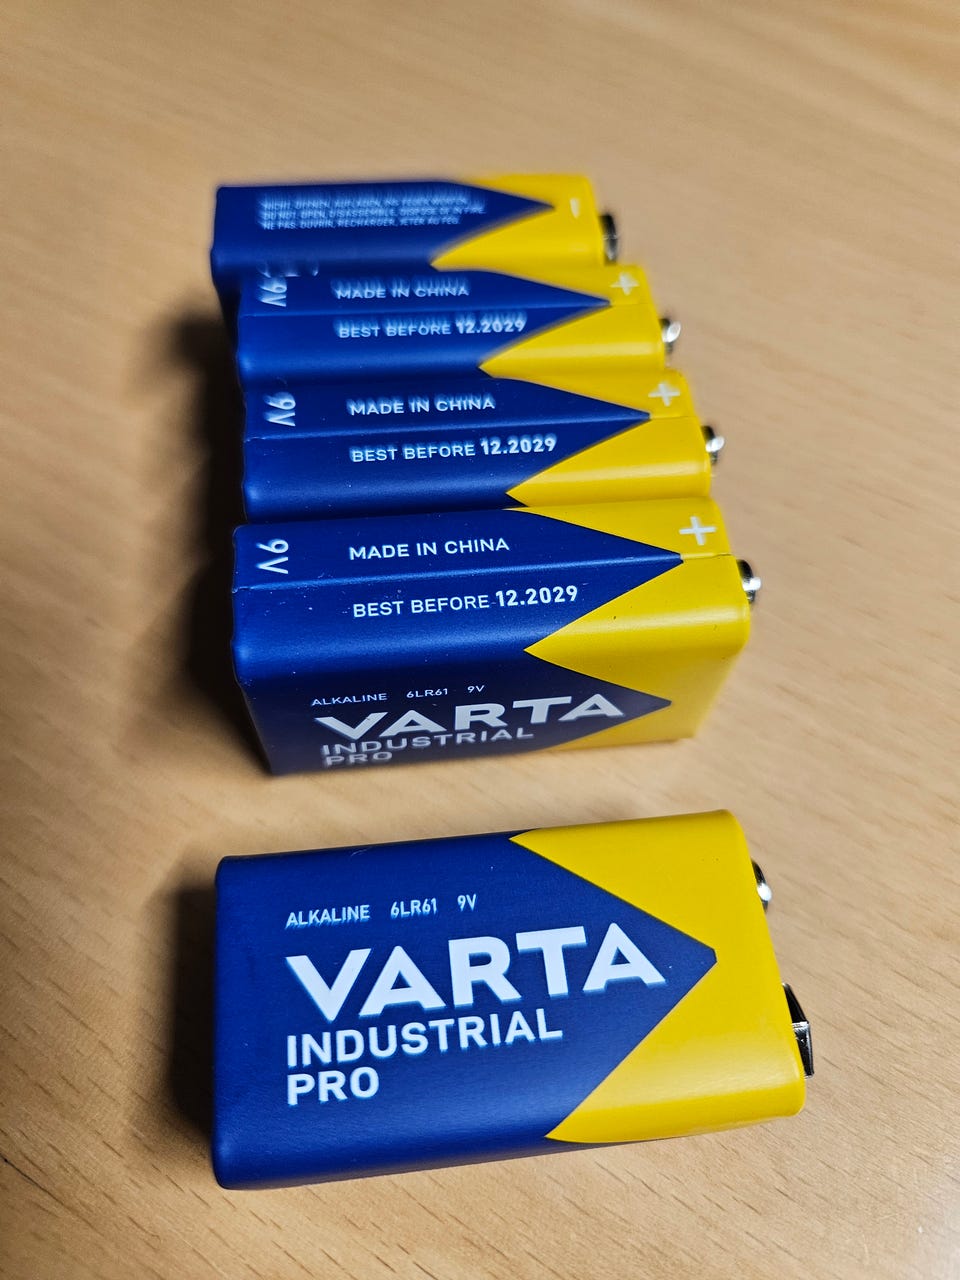 NICHT ÖFFNEN, AUFLADEN, INS FEUER WERFEN.
DO NOT OPEN, DISASSEMBLE, DISPOSE OF IN FIRE.
NE PAS OUVRIR, RECHARGER, JETER AU FEU.
-
9V
MADE IN CHINA
+
BEST BEFORE 12.2029
9V
MADE IN CHINA
+
BEST BEFORE 12.2029
9V
MADE IN CHINA
+
BEST BEFORE 12.2029
ALKALINE 6LR61 9V
VARTA
INDUSTRIAL
PRO
ALKALINE 6LR61 9V
VARTA
INDUSTRIAL
PRO